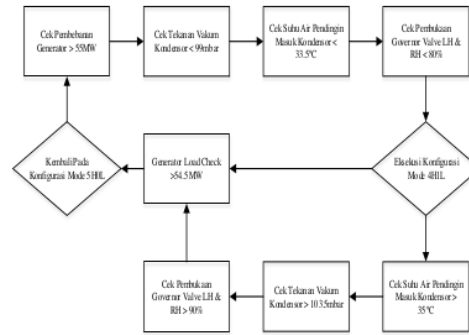 Cek Pembebanan
Generator > 55MW
Cek Tekanan Vakum
Kondensor < 99mbar
Cek Suhu Air Pendingin
Masuk Kondensor <
33.5°C
Cek Pembukaan
Governor Valve LH &
RH < 80%
Kembali Pada
Konfigurasi Mode 5H0L
Generator Load Check
>54.5 MW
Eksekusi Konfigurasi
Mode 4H1L
Cek Pembukaan
Governor Valve LH &
RH > 90%
Cek Tekanan Vakum
Kondensor > 103.5mbar
Cek Suhu Air Pendingin
Masuk Kondensor >
35°C